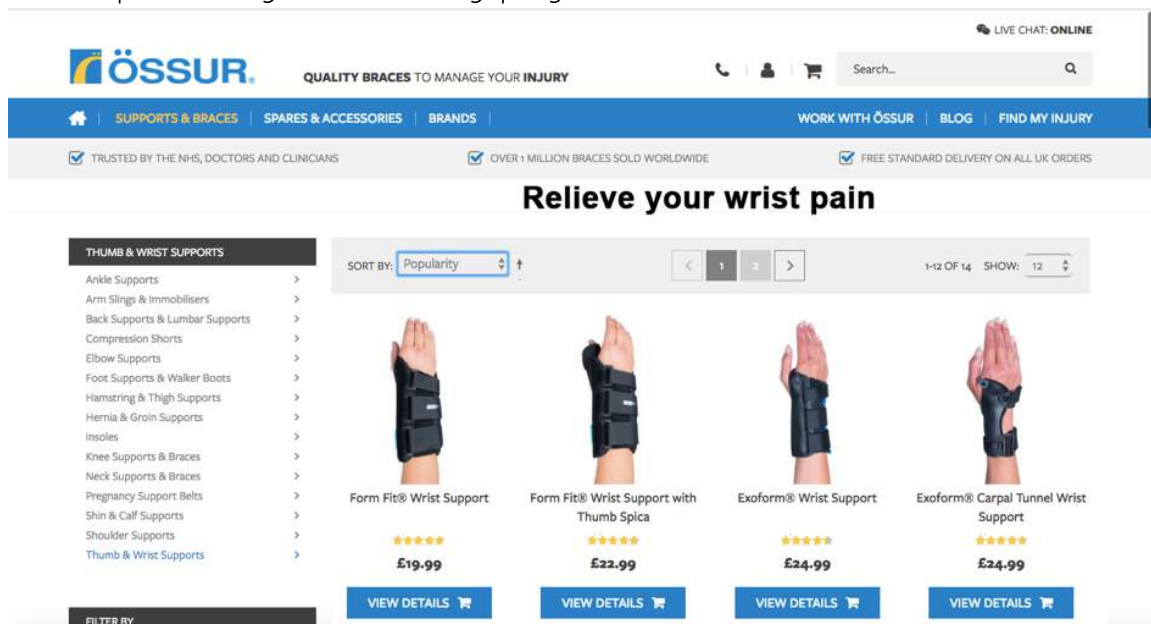 LIVE CHAT: ONLINE
ÖSSUR.
QUALITY BRACES TO MANAGE YOUR INJURY
Search...
SUPPORTS & BRACES
SPARES & ACCESSORIES
BRANDS
WORK WITH ÖSSUR
BLOG
FIND MY INJURY
TRUSTED BY THE NHS, DOCTORS AND CLINICIANS
OVER 1 MILLION BRACES SOLD WORLDWIDE
FREE STANDARD DELIVERY ON ALL UK ORDERS
Relieve your wrist pain
THUMB & WRIST SUPPORTS
Ankle Supports
Arm Slings & Immobilisers
Back Supports & Lumbar Supports
Compression Shorts
Elbow Supports
Foot Supports & Walker Boots
Hamstring & Thigh Supports
Hernia & Groin Supports
Insoles
Knee Supports & Braces
Neck Supports & Braces
Pregnancy Support Belts
Shin & Calf Supports
Shoulder Supports
Thumb & Wrist Supports
FILTER BY
SORT BY: Popularity
< 1 2 >
1-12 OF 14 SHOW: 12
Form Fit® Wrist Support
£19.99
VIEW DETAILS
Form Fit® Wrist Support with
Thumb Spica
£22.99
VIEW DETAILS
Exoform® Wrist Support
£24.99
VIEW DETAILS
Exoform® Carpal Tunnel Wrist
Support
£24.99
VIEW DETAILS